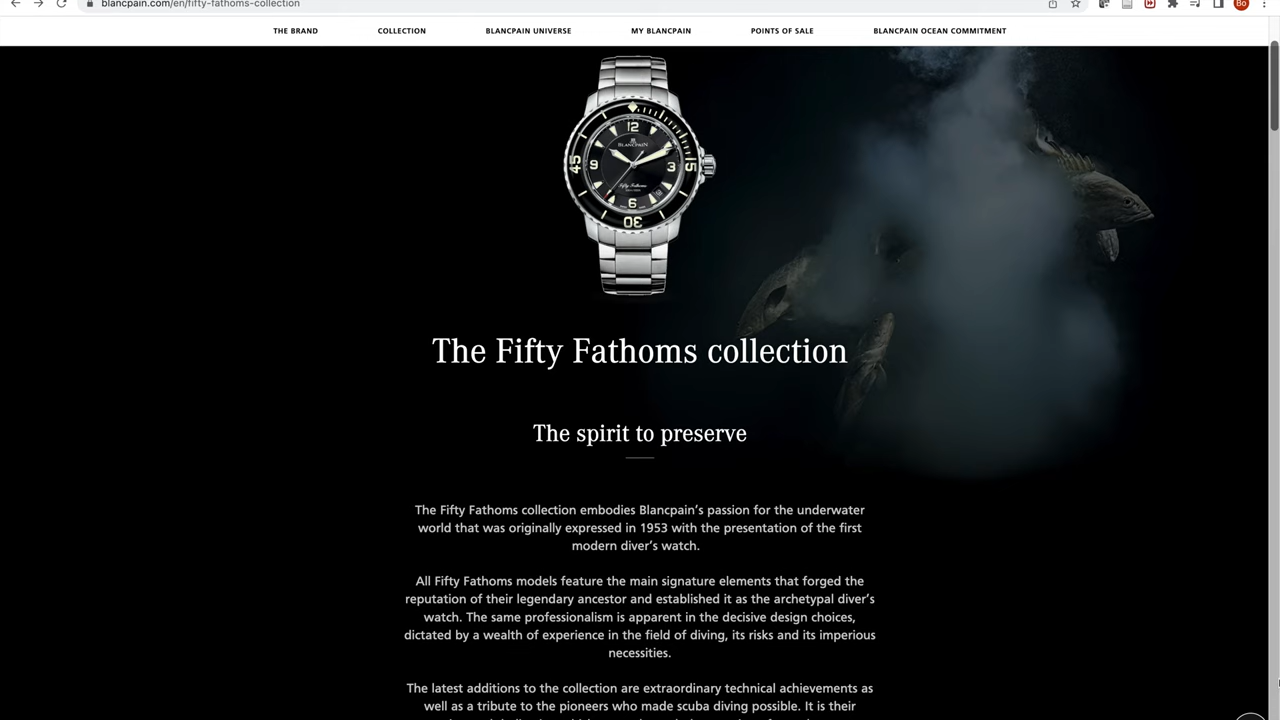 blancpain.com/en/fifty-fathoms-collection
Bo
THE BRAND
COLLECTION
BLANCPAIN UNIVERSE
MY BLANCPAIN
POINTS OF SALE
BLANCPAIN OCEAN COMMITMENT
12
BLANCPAIN
45
9
3
15
Fifty Fathoms
6
30
The Fifty Fathoms collection
The spirit to preserve
The Fifty Fathoms collection embodies Blancpain’s passion for the underwater
world that was originally expressed in 1953 with the presentation of the first
modern diver’s watch.
All Fifty Fathoms models feature the main signature elements that forged the
reputation of their legendary ancestor and established it as the archetypal diver’s
watch. The same professionalism is apparent in the decisive design choices,
dictated by a wealth of experience in the field of diving, its risks and its imperious
necessities.
The latest additions to the collection are extraordinary technical achievements as
well as a tribute to the pioneers who made scuba diving possible. It is their